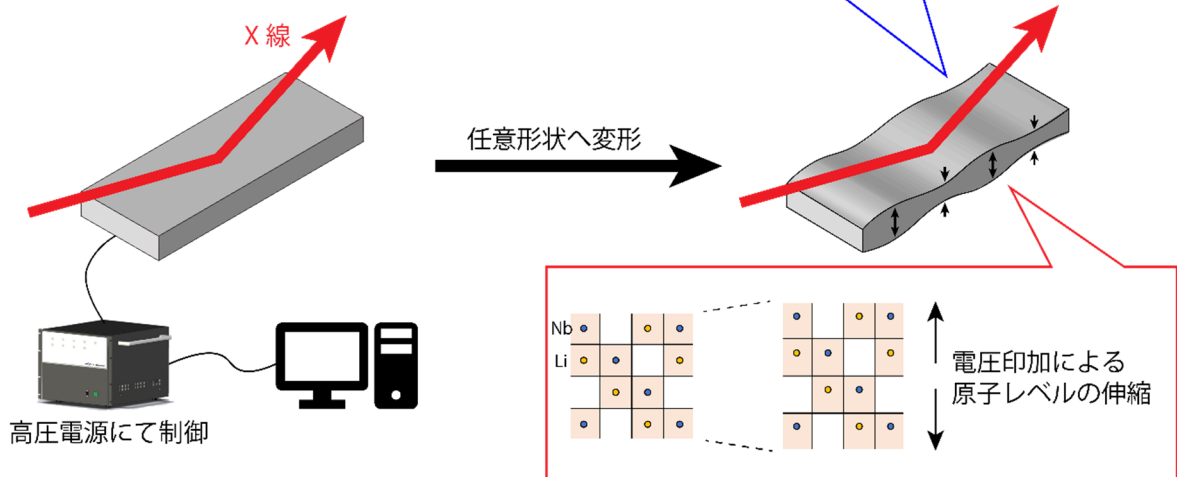 X 線
任意形状へ変形
高圧電源にて制御
Nb
Li
電圧印加による
原子レベルの伸縮